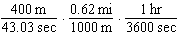 400 m / 43.03 sec · 0.62 mi / 1000 m · 1 hr / 3600 sec